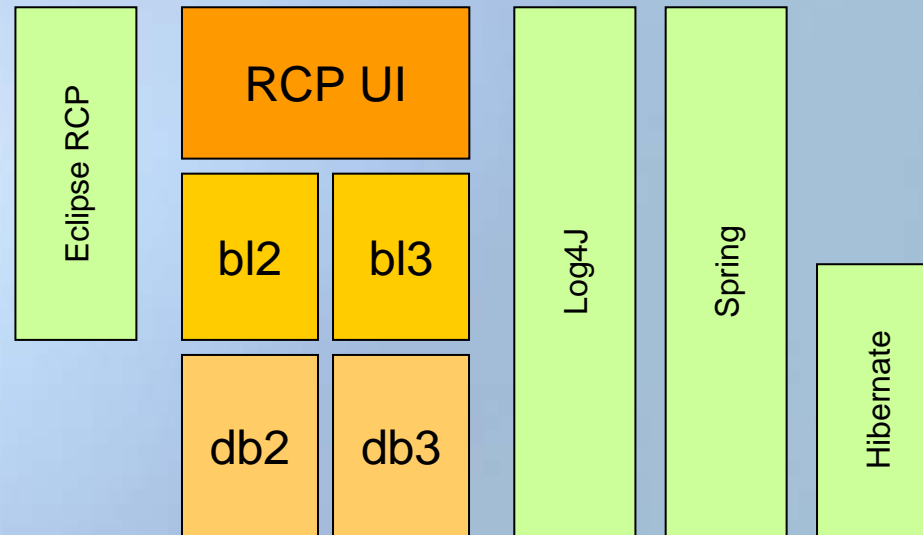 Eclipse RCP
RCP UI
bl2
bl3
db2
db3
Log4J
Spring
Hibernate